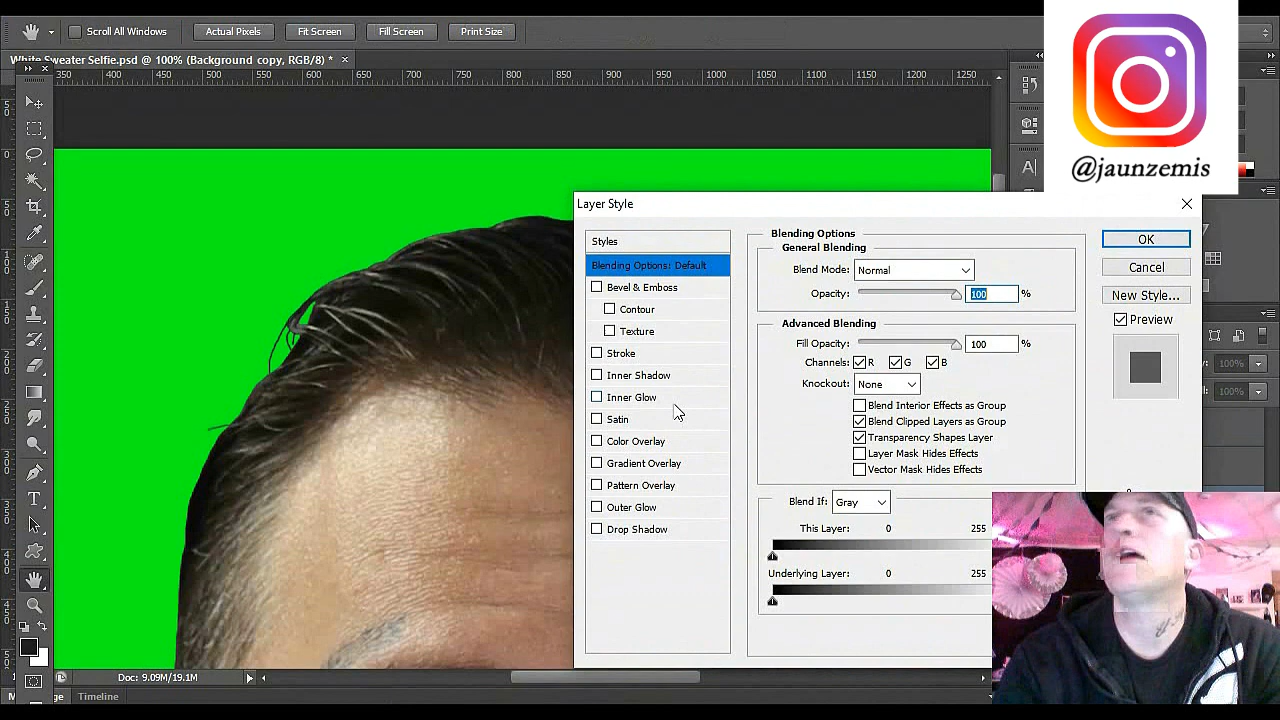 Scroll All Windows
Actual Pixels
Fit Screen
Fill Screen
Print Size
White Sweater Selfie.psd @ 100% (Background copy, RGB/8) *
350 400 450 500 550 600 650 700 750 800 850 900 950 1000 1050 1100 1150 1200 1250
@jaunzemis
Layer Style
Styles
Blending Options: Default
Bevel & Emboss
Contour
Texture
Stroke
Inner Shadow
Inner Glow
Satin
Color Overlay
Gradient Overlay
Pattern Overlay
Outer Glow
Drop Shadow
Blending Options
General Blending
Blend Mode: Normal
Opacity: 100 %
Advanced Blending
Fill Opacity: 100 %
Channels: R G B
Knockout: None
Blend Interior Effects as Group
Blend Clipped Layers as Group
Transparency Shapes Layer
Layer Mask Hides Effects
Vector Mask Hides Effects
Blend If: Gray
This Layer: 0 255
Underlying Layer: 0 255
OK
Cancel
New Style...
Preview
100%
100%
Doc: 9.09M/19.1M
Timeline